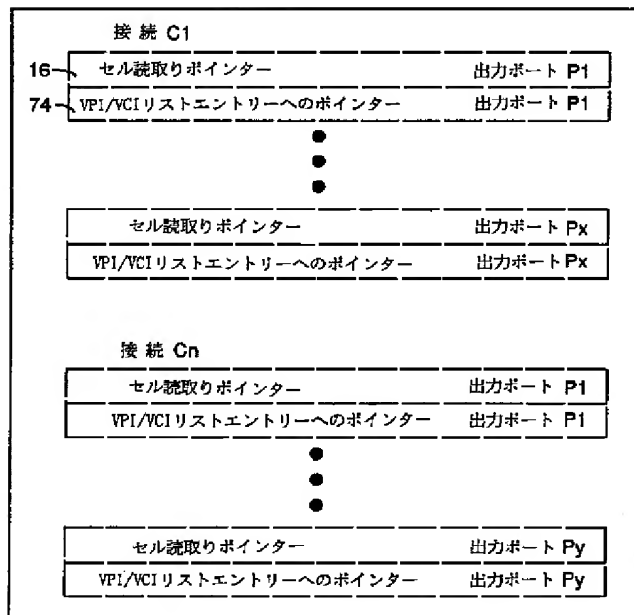 接続 C1
16 セル読取りポインター 出力ポート P1
74 VPI/VCIリストエントリーへのポインター 出力ポート P1
セル読取りポインター 出力ポート Px
VPI/VCIリストエントリーへのポインター 出力ポート Px
接続 Cn
セル読取りポインター 出力ポート P1
VPI/VCIリストエントリーへのポインター 出力ポート P1
セル読取りポインター 出力ポート Py
VPI/VCIリストエントリーへのポインター 出力ポート Py